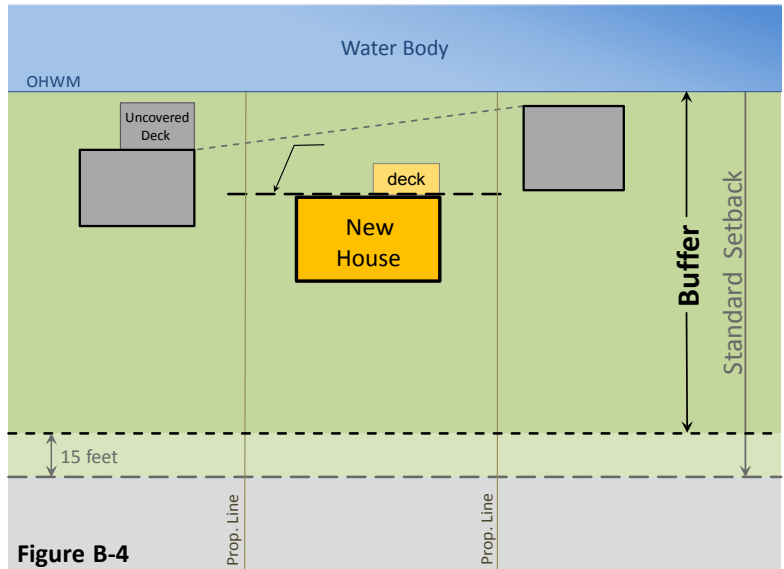 Water Body
OHWM
Uncovered
Deck
deck
New
House
Buffer
Standard Setback
15 feet
Prop. Line
Prop. Line
Figure B-4